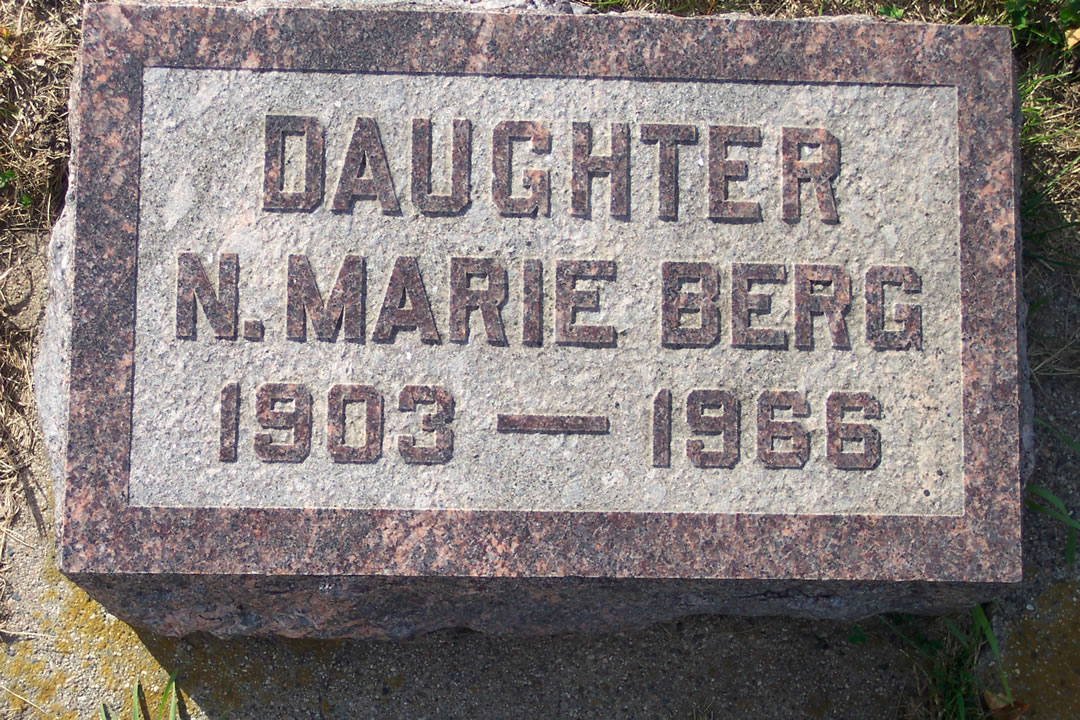 DAUGHTER
N. MARIE BERG
1903 — 1966